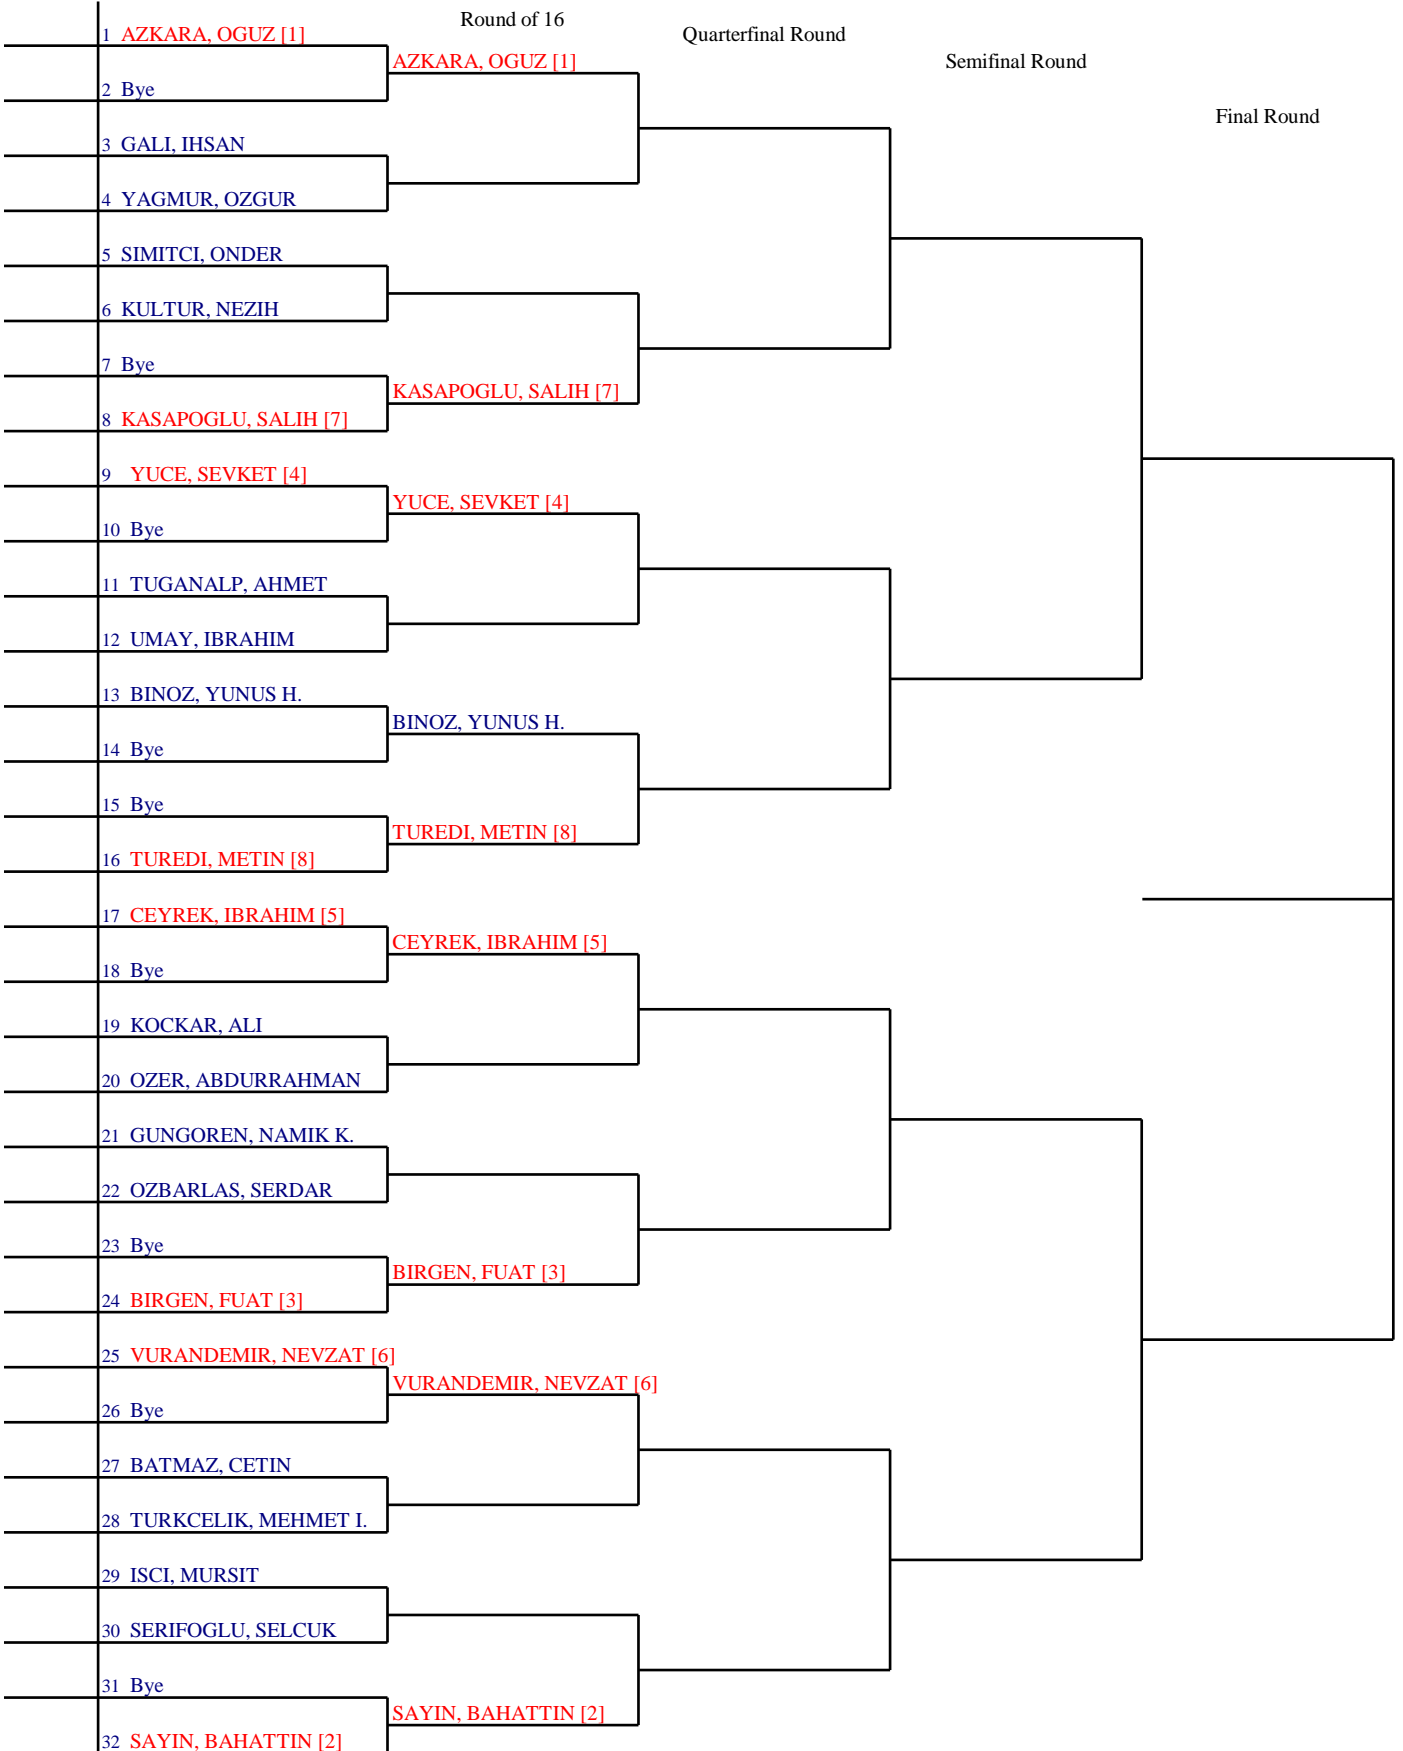 Round of 16
Quarterfinal Round
Semifinal Round
Final Round
1 AZKARA, OGUZ [1]
AZKARA, OGUZ [1]
2 Bye
3 GALI, IHSAN
4 YAGMUR, OZGUR
5 SIMITCI, ONDER
6 KULTUR, NEZIH
7 Bye
KASAPOGLU, SALIH [7]
8 KASAPOGLU, SALIH [7]
9 YUCE, SEVKET [4]
YUCE, SEVKET [4]
10 Bye
11 TUGANALP, AHMET
12 UMAY, IBRAHIM
13 BINOZ, YUNUS H.
BINOZ, YUNUS H.
14 Bye
15 Bye
TUREDI, METIN [8]
16 TUREDI, METIN [8]
17 CEYREK, IBRAHIM [5]
CEYREK, IBRAHIM [5]
18 Bye
19 KOCKAR, ALI
20 OZER, ABDURRAHMAN
21 GUNGOREN, NAMIK K.
22 OZBARLAS, SERDAR
23 Bye
BIRGEN, FUAT [3]
24 BIRGEN, FUAT [3]
25 VURANDEMIR, NEVZAT [6]
VURANDEMIR, NEVZAT [6]
26 Bye
27 BATMAZ, CETIN
28 TURKCELIK, MEHMET I.
29 ISCI, MURSIT
30 SERIFOGLU, SELCUK
31 Bye
SAYIN, BAHATTIN [2]
32 SAYIN, BAHATTIN [2]